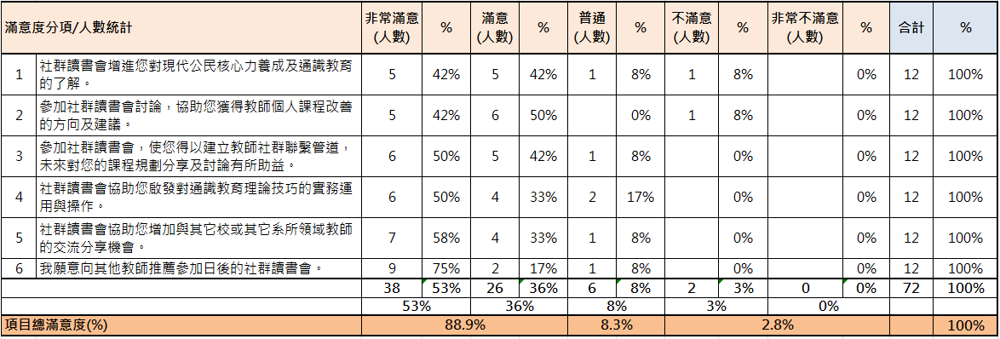 滿意度分項/人數統計 非常滿意(人數) % 滿意(人數) % 普通(人數) % 不滿意(人數) % 非常不滿意(人數) % 合計 %
1 社群讀書會增進您對現代公民核心力養成及通識教育的了解。 5 42% 5 42% 1 8% 1 8% 0% 12 100%
2 參加社群讀書會討論，協助您獲得教師個人課程改善的方向及建議。 5 42% 6 50% 0% 1 8% 0% 12 100%
3 參加社群讀書會，使您得以建立教師社群聯繫管道，未來對您的課程規劃分享及討論有所助益。 6 50% 5 42% 1 8% 0% 0% 12 100%
4 社群讀書會協助您啟發對通識教育理論技巧的實務運用與操作。 6 50% 4 33% 2 17% 0% 0% 12 100%
5 社群讀書會協助您增加與其它校或其它系所領域教師的交流分享機會。 7 58% 4 33% 1 8% 0% 0% 12 100%
6 我願意向其他教師推薦參加日後的社群讀書會。 9 75% 2 17% 1 8% 0% 0% 12 100%
38 53% 26 36% 6 8% 2 3% 0 0% 72 100%
53% 36% 8% 3% 0%
項目總滿意度(%) 88.9% 8.3% 2.8% 100%